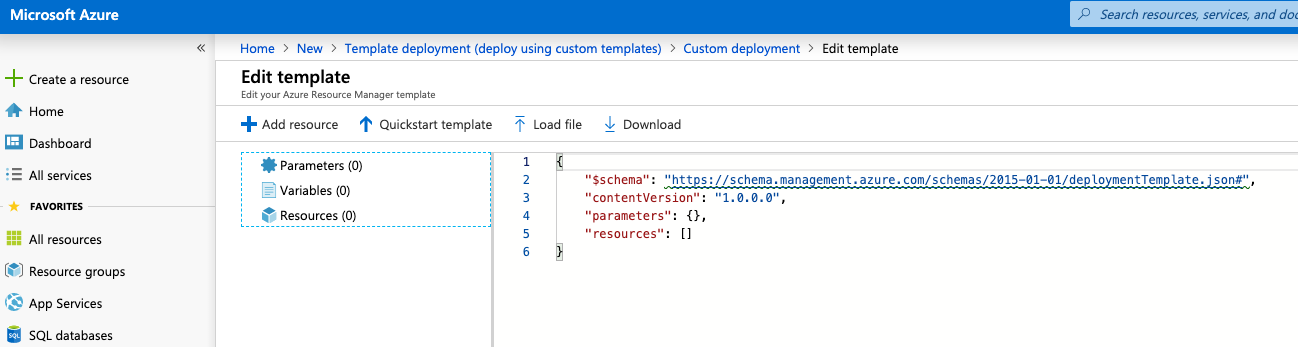 Microsoft Azure
Search resources, services, and doc
«
Home > New > Template deployment (deploy using custom templates) > Custom deployment > Edit template
Create a resource
Home
Dashboard
All services
FAVORITES
All resources
Resource groups
App Services
SQL databases
Edit template
Edit your Azure Resource Manager template
Add resource Quickstart template Load file Download
Parameters (0)
Variables (0)
Resources (0)
1 {
2 "$schema": "https://schema.management.azure.com/schemas/2015-01-01/deploymentTemplate.json#",
3 "contentVersion": "1.0.0.0",
4 "parameters": {},
5 "resources": []
6 }